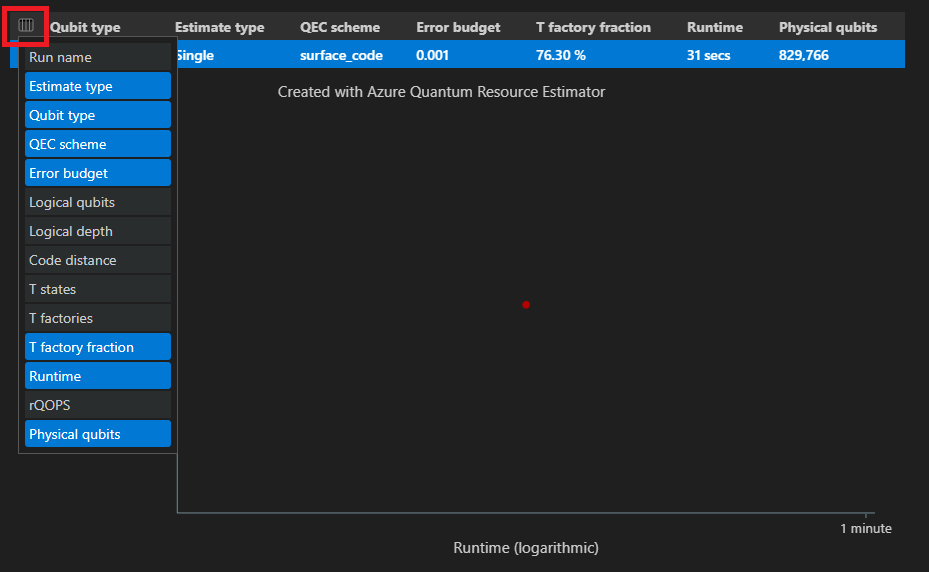 Qubit type Estimate type QEC scheme Error budget T factory fraction Runtime Physical qubits
Single surface_code 0.001 76.30 % 31 secs 829,766
Run name
Estimate type
Qubit type
QEC scheme
Error budget
Logical qubits
Logical depth
Code distance
T states
T factories
T factory fraction
Runtime
rQOPS
Physical qubits
Created with Azure Quantum Resource Estimator
1 minute
Runtime (logarithmic)